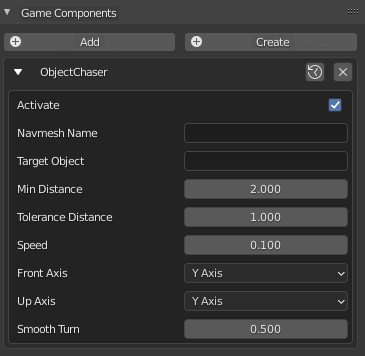 Game Components
Add Create
ObjectChaser
Activate
Navmesh Name
Target Object
Min Distance 2.000
Tolerance Distance 1.000
Speed 0.100
Front Axis Y Axis
Up Axis Y Axis
Smooth Turn 0.500